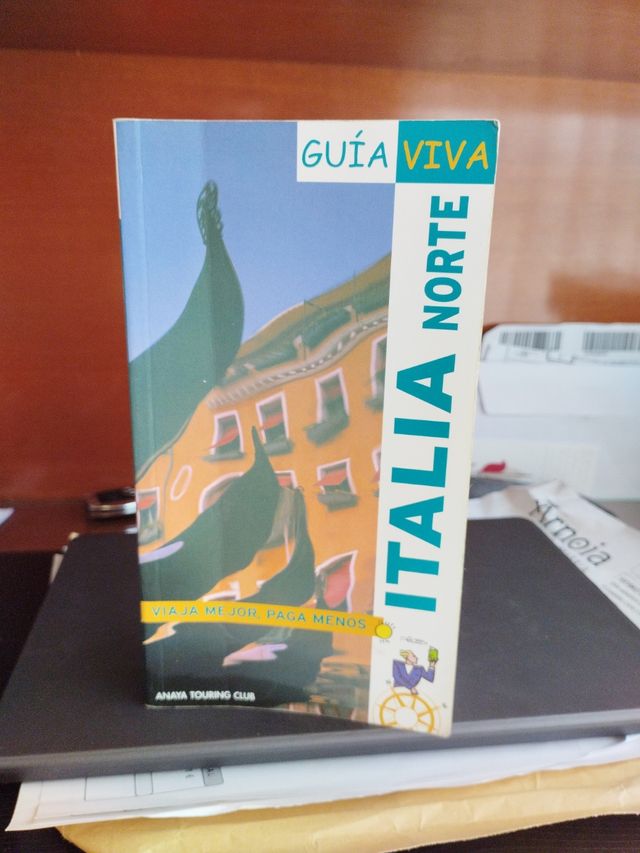 GUÍA VIVA
ITALIA NORTE
VIAJA MEJOR, PAGA MENOS
ANAYA TOURING CLUB
Arnoia